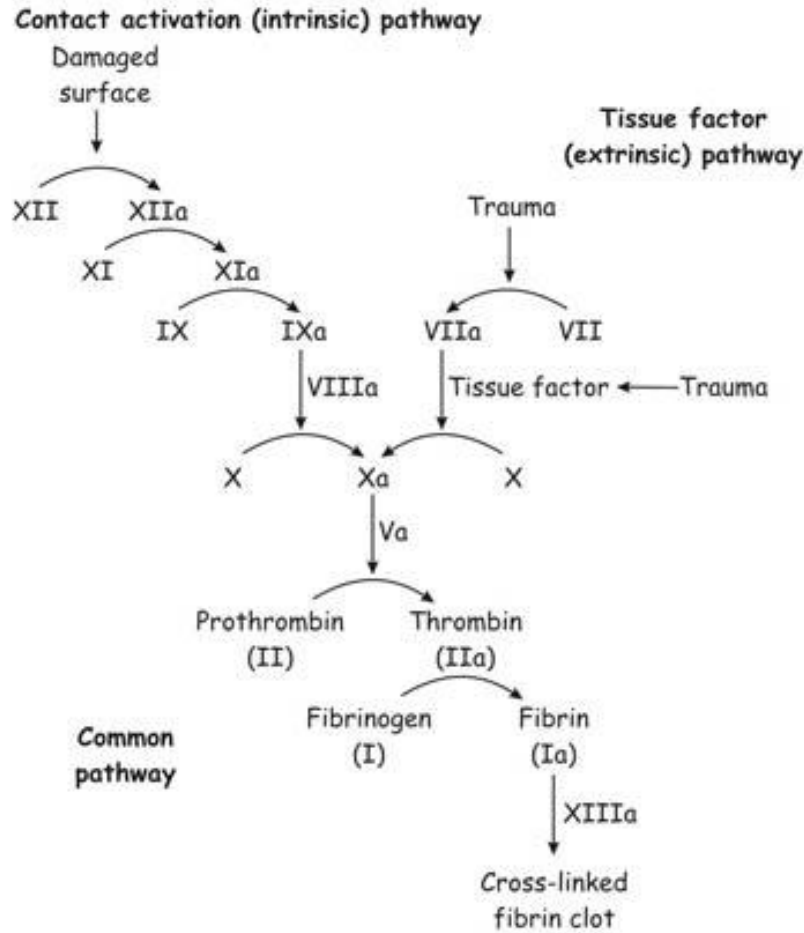 Contact activation (intrinsic) pathway
Damaged
surface
Tissue factor
(extrinsic) pathway
XII
XIIa
Trauma
XI
XIa
IX
IXa
VIIa
VII
VIIIa
Tissue factor
Trauma
X
Xa
X
Va
Prothrombin
(II)
Thrombin
(IIa)
Fibrinogen
(I)
Fibrin
(Ia)
Common
pathway
XIIIa
Cross-linked
fibrin clot